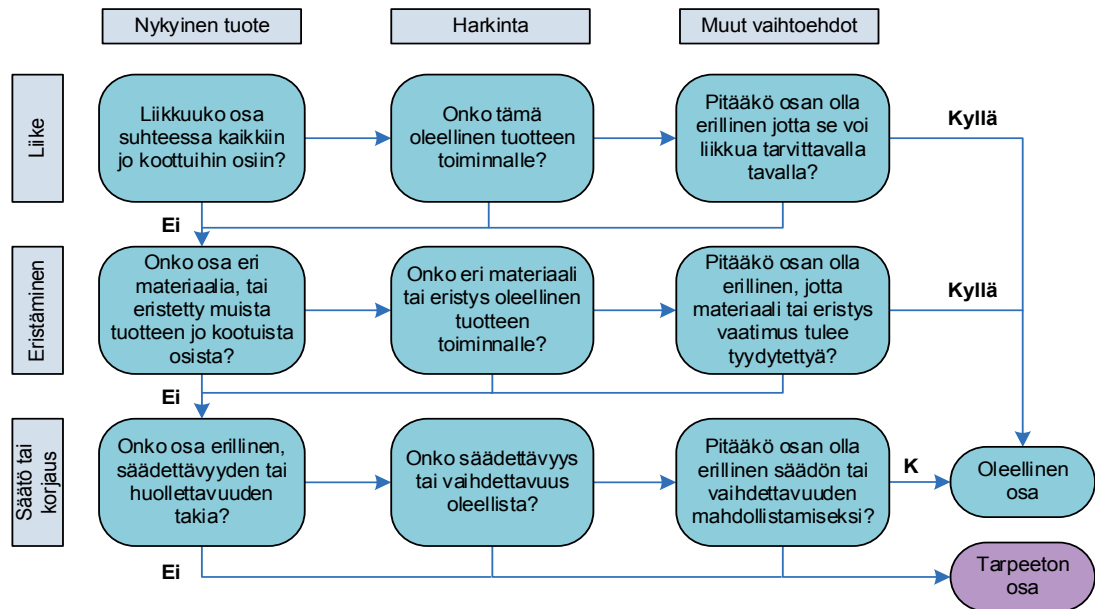 Nykyinen tuote
Harkinta
Muut vaihtoehdot
Liike
Liikkuuko osa
suhteessa kaikkiin
jo koottuihin osiin?
Onko tämä
oleellinen tuotteen
toiminnalle?
Pitääkö osan olla
erillinen jotta se voi
liikkua tarvittavalla
tavalla?
Kyllä
Ei
Eristäminen
Onko osa eri
materiaalia, tai
eristetty muista
tuotteen jo kootuista
osista?
Onko eri materiaali
tai eristys oleellinen
tuotteen
toiminnalle?
Pitääkö osan olla
erillinen, jotta
materiaali tai eristys
vaatimus tulee
tyydytettyä?
Kyllä
Ei
Säätö tai
korjaus
Onko osa erillinen,
säädettävyyden tai
huollettavuuden
takia?
Onko säädettävyys
tai vaihdettavuus
oleellista?
Pitääkö osan olla
erillinen säädön tai
vaihdettavuuden
mahdollistamiseksi?
K
Oleellinen
osa
Ei
Tarpeeton
osa